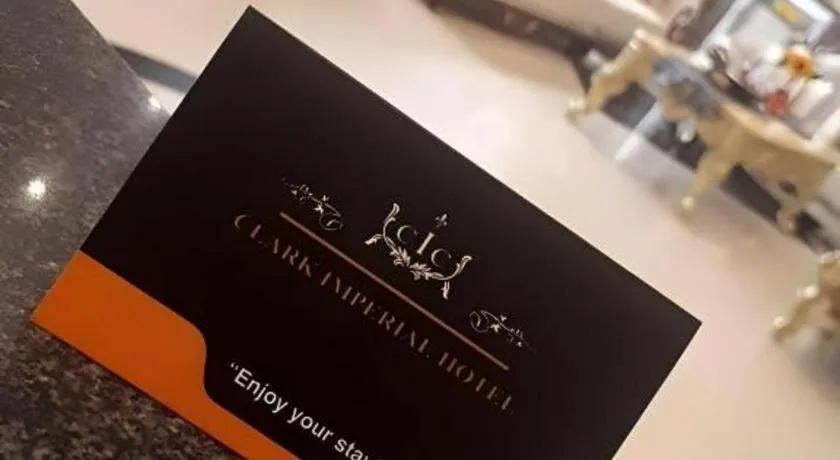 CIC
CLARK IMPERIAL HOTEL
"Enjoy your stay